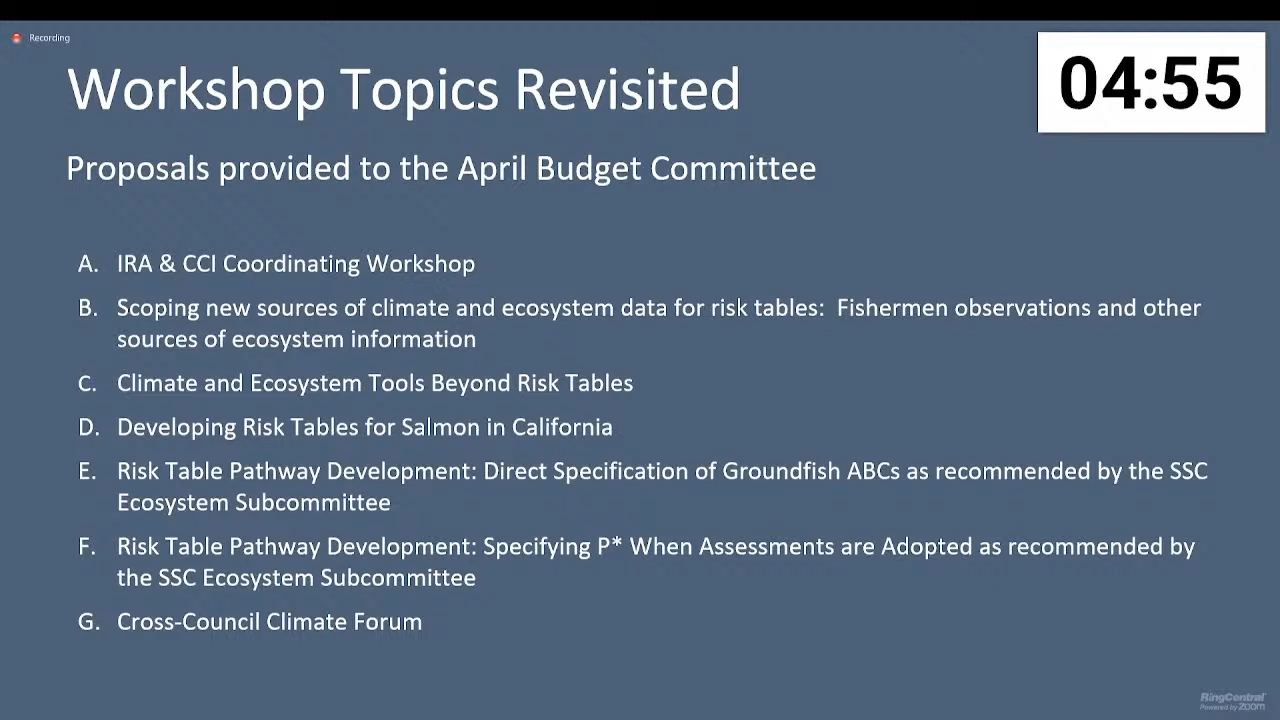 Recording
04:55
Workshop Topics Revisited
Proposals provided to the April Budget Committee
A. IRA & CCI Coordinating Workshop
B. Scoping new sources of climate and ecosystem data for risk tables: Fishermen observations and other
sources of ecosystem information
C. Climate and Ecosystem Tools Beyond Risk Tables
D. Developing Risk Tables for Salmon in California
E. Risk Table Pathway Development: Direct Specification of Groundfish ABCs as recommended by the SSC
Ecosystem Subcommittee
F. Risk Table Pathway Development: Specifying P* When Assessments are Adopted as recommended by
the SSC Ecosystem Subcommittee
G. Cross-Council Climate Forum
RingCentral
Powered by Zoom